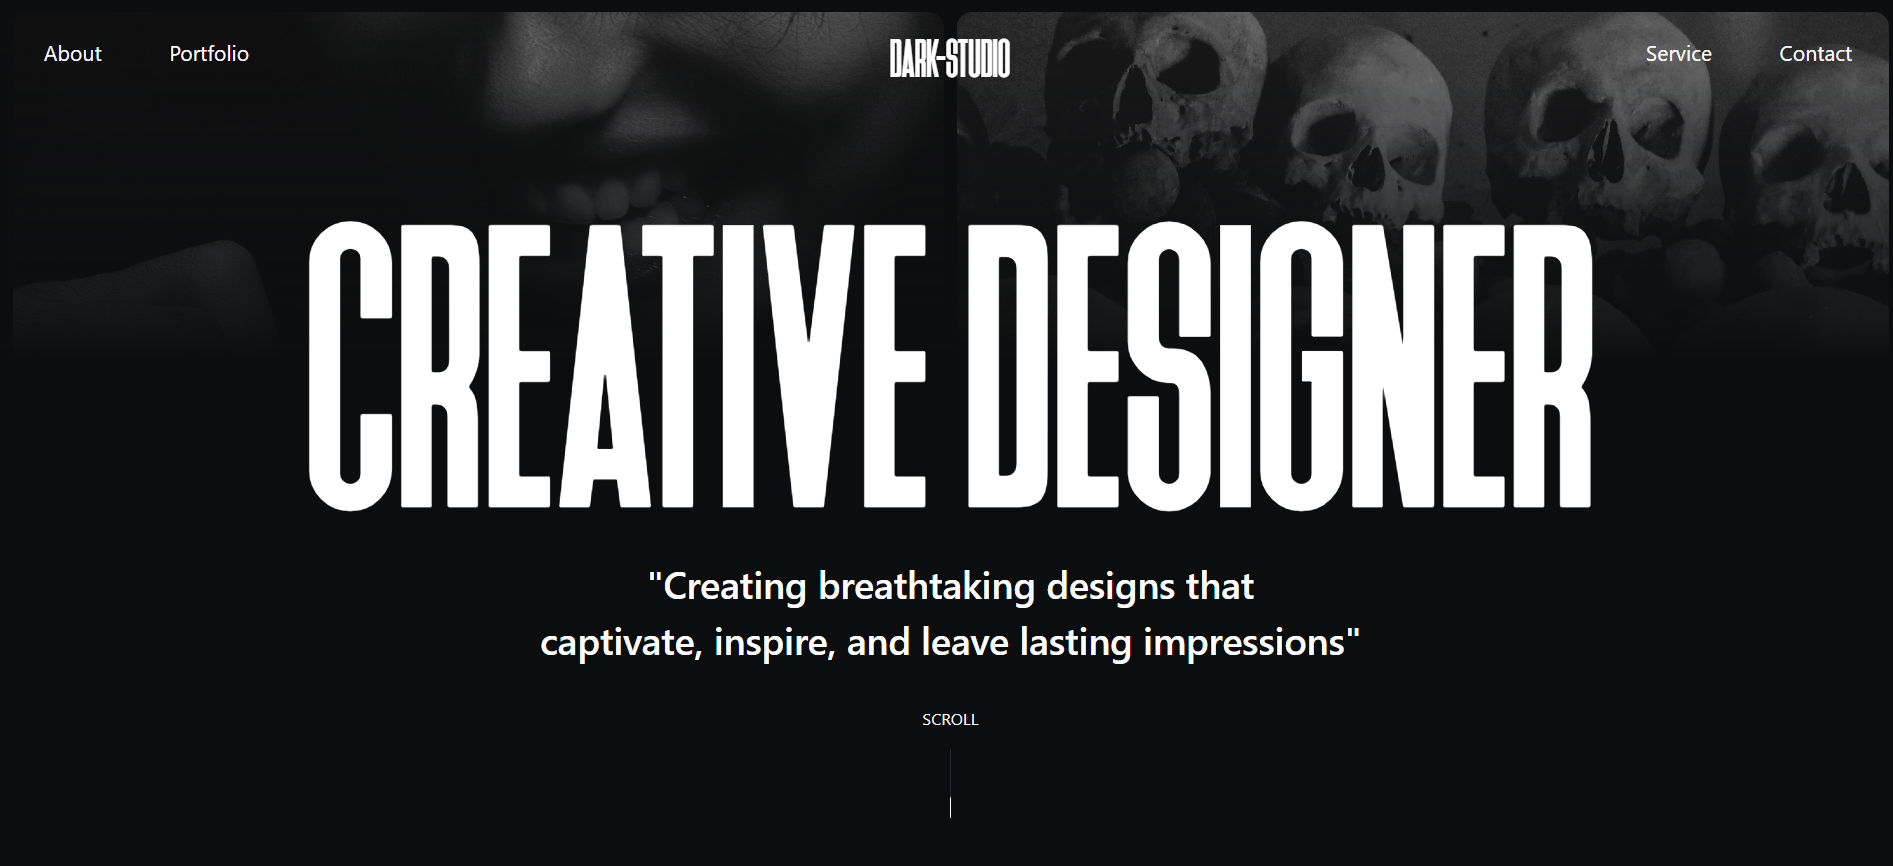 About
Portfolio
DARK-STUDIO
Service
Contact
CREATIVE DESIGNER
"Creating breathtaking designs that
captivate, inspire, and leave lasting impressions"
SCROLL